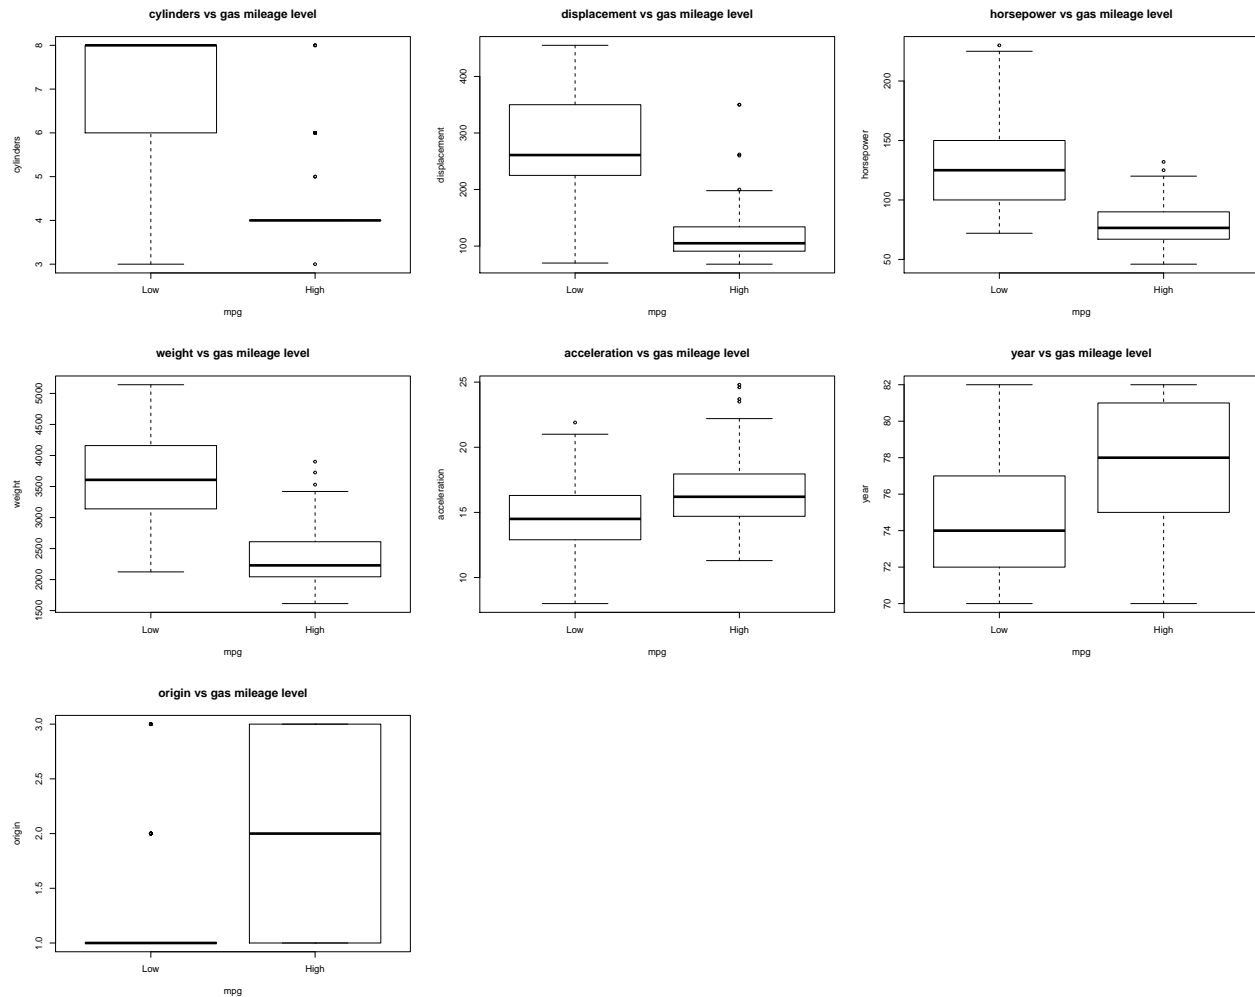 cylinders vs gas mileage level
8
7
6
5
4
3
cylinders
Low High
mpg
displacement vs gas mileage level
400
300
200
100
displacement
Low High
mpg
horsepower vs gas mileage level
200
150
100
50
horsepower
Low High
mpg
weight vs gas mileage level
5000
4500
4000
3500
3000
2500
2000
1500
weight
Low High
mpg
acceleration vs gas mileage level
25
20
15
10
acceleration
Low High
mpg
year vs gas mileage level
82
80
78
76
74
72
70
year
Low High
mpg
origin vs gas mileage level
3.0
2.5
2.0
1.5
1.0
origin
Low High
mpg